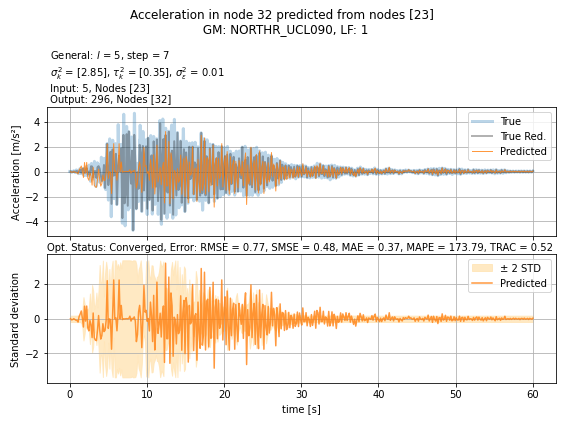 Acceleration in node 32 predicted from nodes [23]
GM: NORTHR_UCL090, LF: 1
General: l = 5, step = 7
σ²ₖ = [2.85], τ²ₖ = [0.35], σ²ε = 0.01
Input: 5, Nodes [23]
Output: 296, Nodes [32]
Acceleration [m/s²]
4
2
0
−2
−4
True
True Red.
Predicted
Opt. Status: Converged, Error: RMSE = 0.77, SMSE = 0.48, MAE = 0.37, MAPE = 173.79, TRAC = 0.52
Standard deviation
2
0
−2
± 2 STD
Predicted
0 10 20 30 40 50 60
time [s]